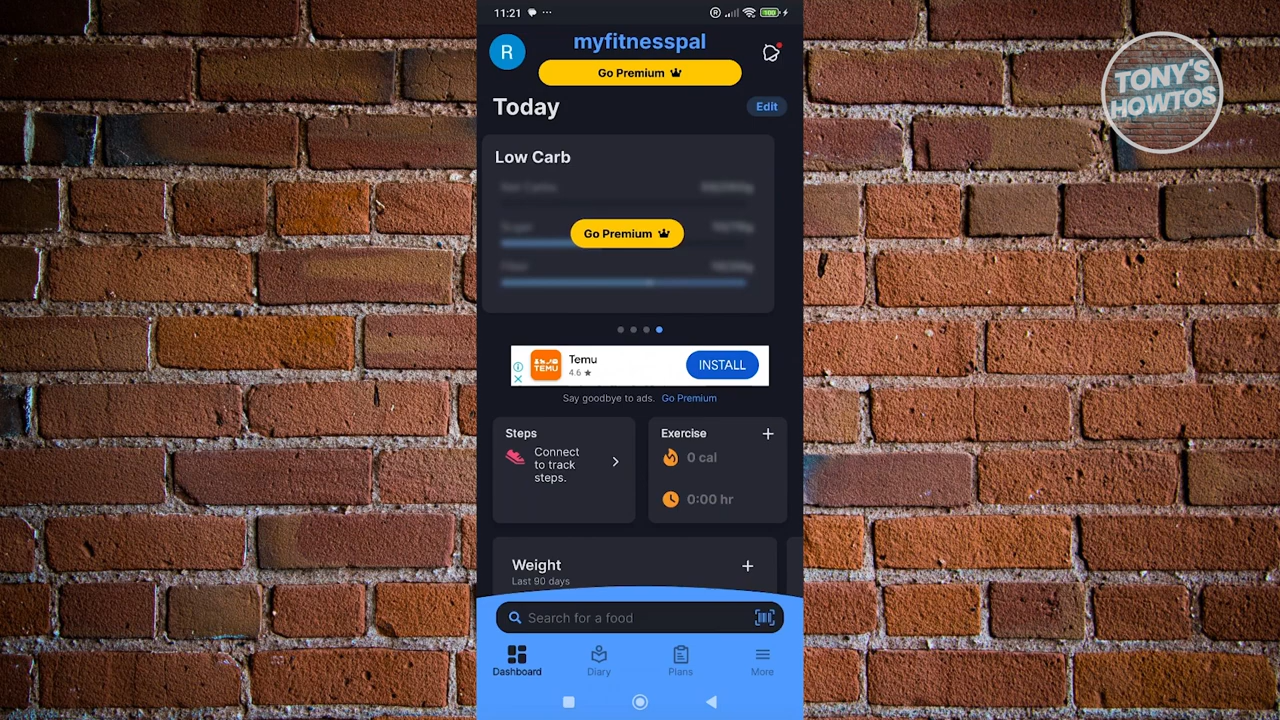 11:21
100
R
myfitnesspal
Go Premium
Today
Edit
Low Carb
Go Premium
TEMU
Temu
4.6 ★
INSTALL
Say goodbye to ads. Go Premium
Steps
Connect
to track
steps.
Exercise
0 cal
0:00 hr
Weight
Last 90 days
Search for a food
Dashboard
Diary
Plans
More
TONY'S
HOWTOS